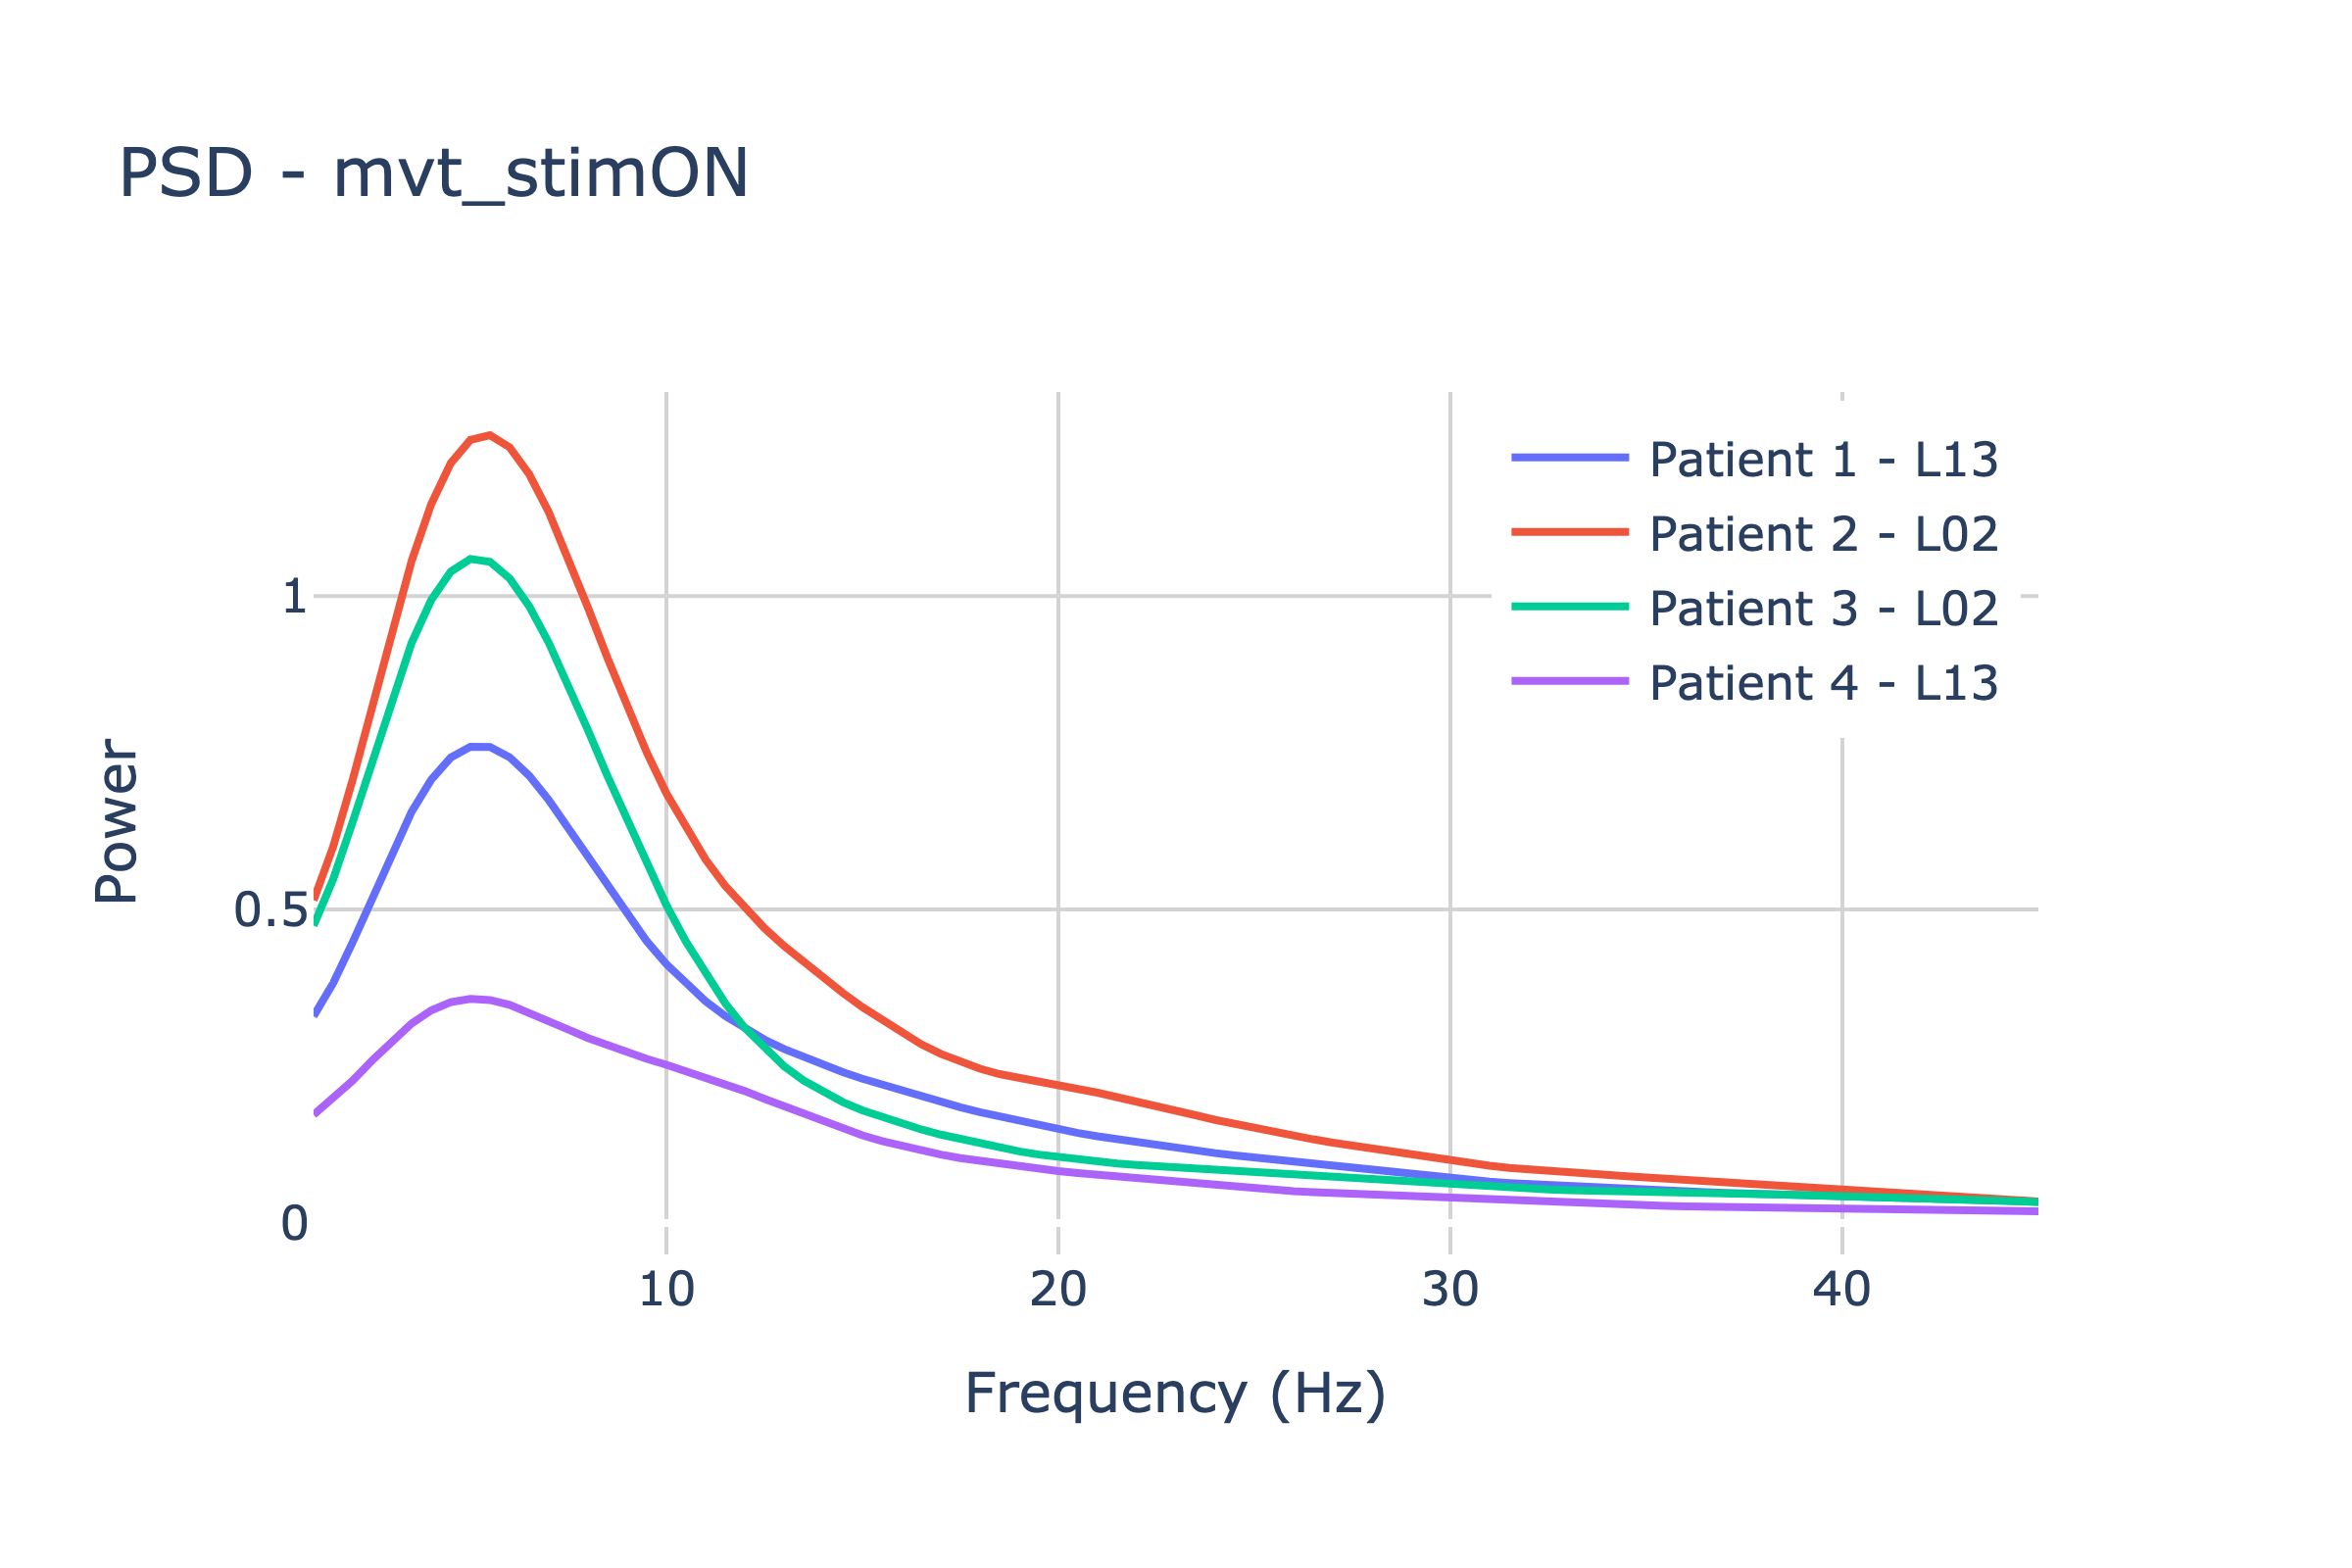 PSD - mvt_stimON
Patient 1 - L13
Patient 2 - L02
Patient 3 - L02
Patient 4 - L13
Power
1
0.5
0
10 20 30 40
Frequency (Hz)